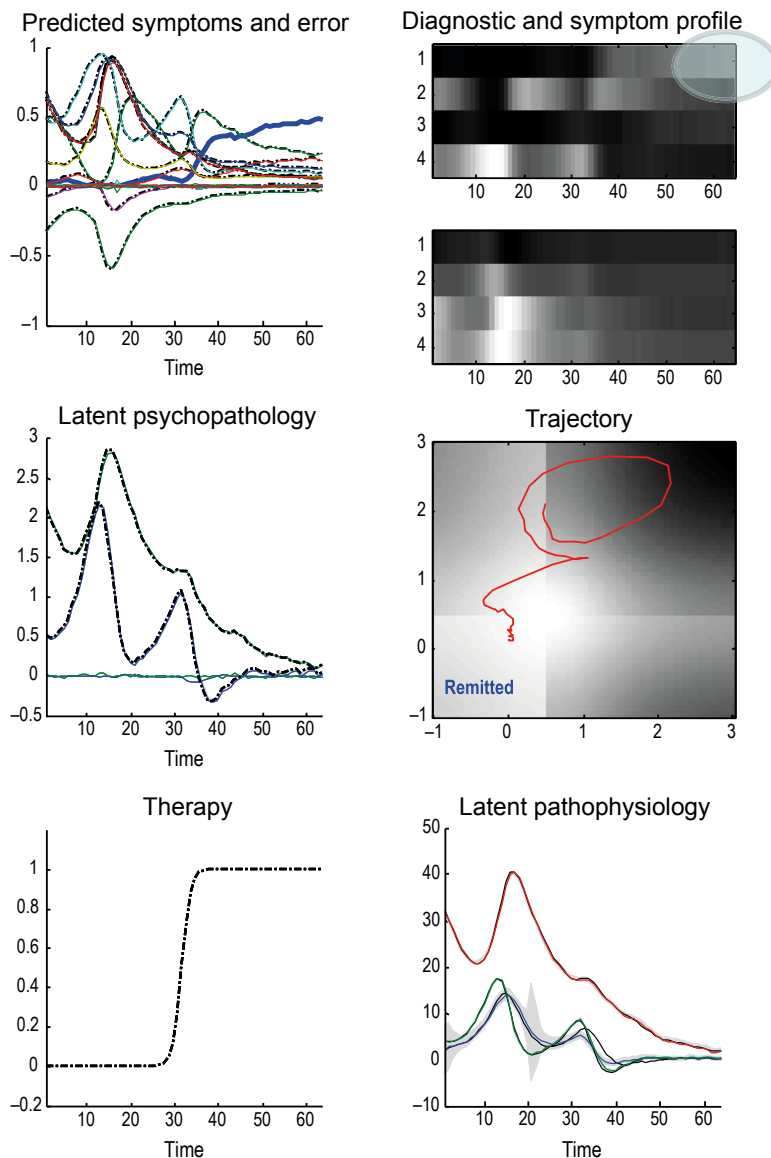 Predicted symptoms and error
1
0.5
0
–0.5
–1
10 20 30 40 50 60
Time
Diagnostic and symptom profile
1
2
3
4
10 20 30 40 50 60
1
2
3
4
10 20 30 40 50 60
Latent psychopathology
3
2.5
2
1.5
1
0.5
0
–0.5
10 20 30 40 50 60
Time
Trajectory
3
2
1
0
–1
Remitted
–1 0 1 2 3
Therapy
1
0.8
0.6
0.4
0.2
0
–0.2
10 20 30 40 50 60
Time
Latent pathophysiology
50
40
30
20
10
0
–10
10 20 30 40 50 60
Time